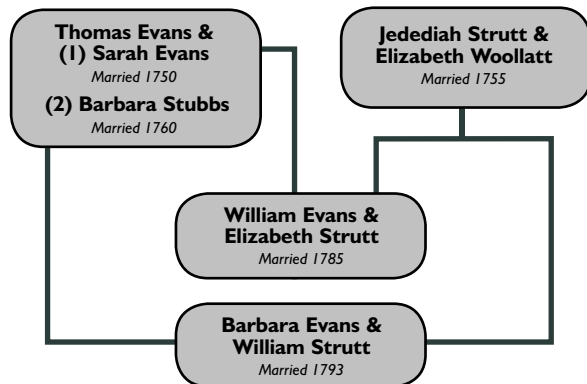 Thomas Evans &
(1) Sarah Evans
Married 1750
(2) Barbara Stubbs
Married 1760
Jedediah Strutt &
Elizabeth Woollatt
Married 1755
William Evans &
Elizabeth Strutt
Married 1785
Barbara Evans &
William Strutt
Married 1793